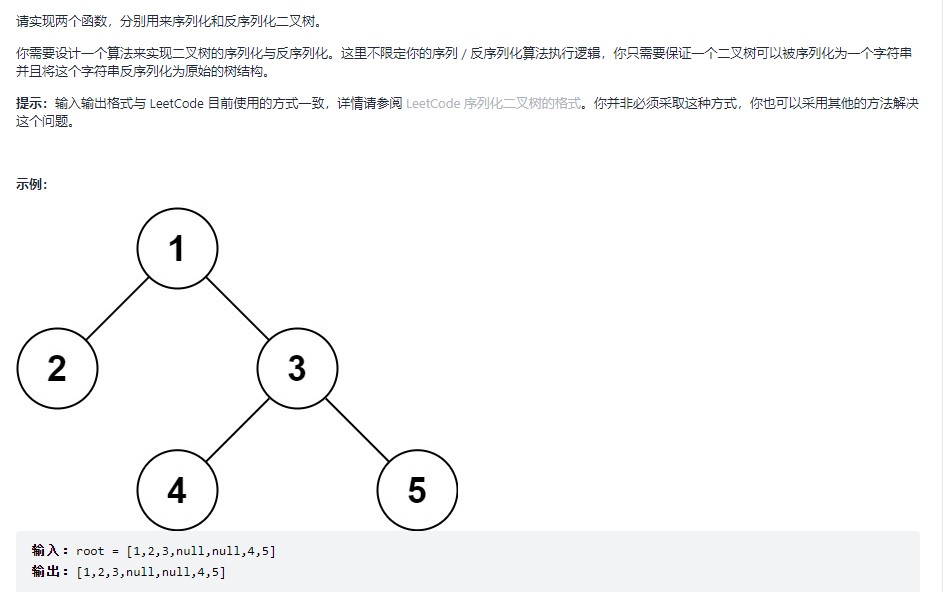 请实现两个函数，分别用来序列化和反序列化二叉树。
你需要设计一个算法来实现二叉树的序列化与反序列化。这里不限定你的序列 / 反序列化算法执行逻辑，你只需要保证一个二叉树可以被序列化为一个字符串
并且将这个字符串反序列化为原始的树结构。
提示：输入输出格式与 LeetCode 目前使用的方式一致，详情请参阅 LeetCode 序列化二叉树的格式。你并非必须采取这种方式，你也可以采用其他的方法解决
这个问题。
示例：
1
2
3
4
5
输入：root = [1,2,3,null,null,4,5]
输出：[1,2,3,null,null,4,5]